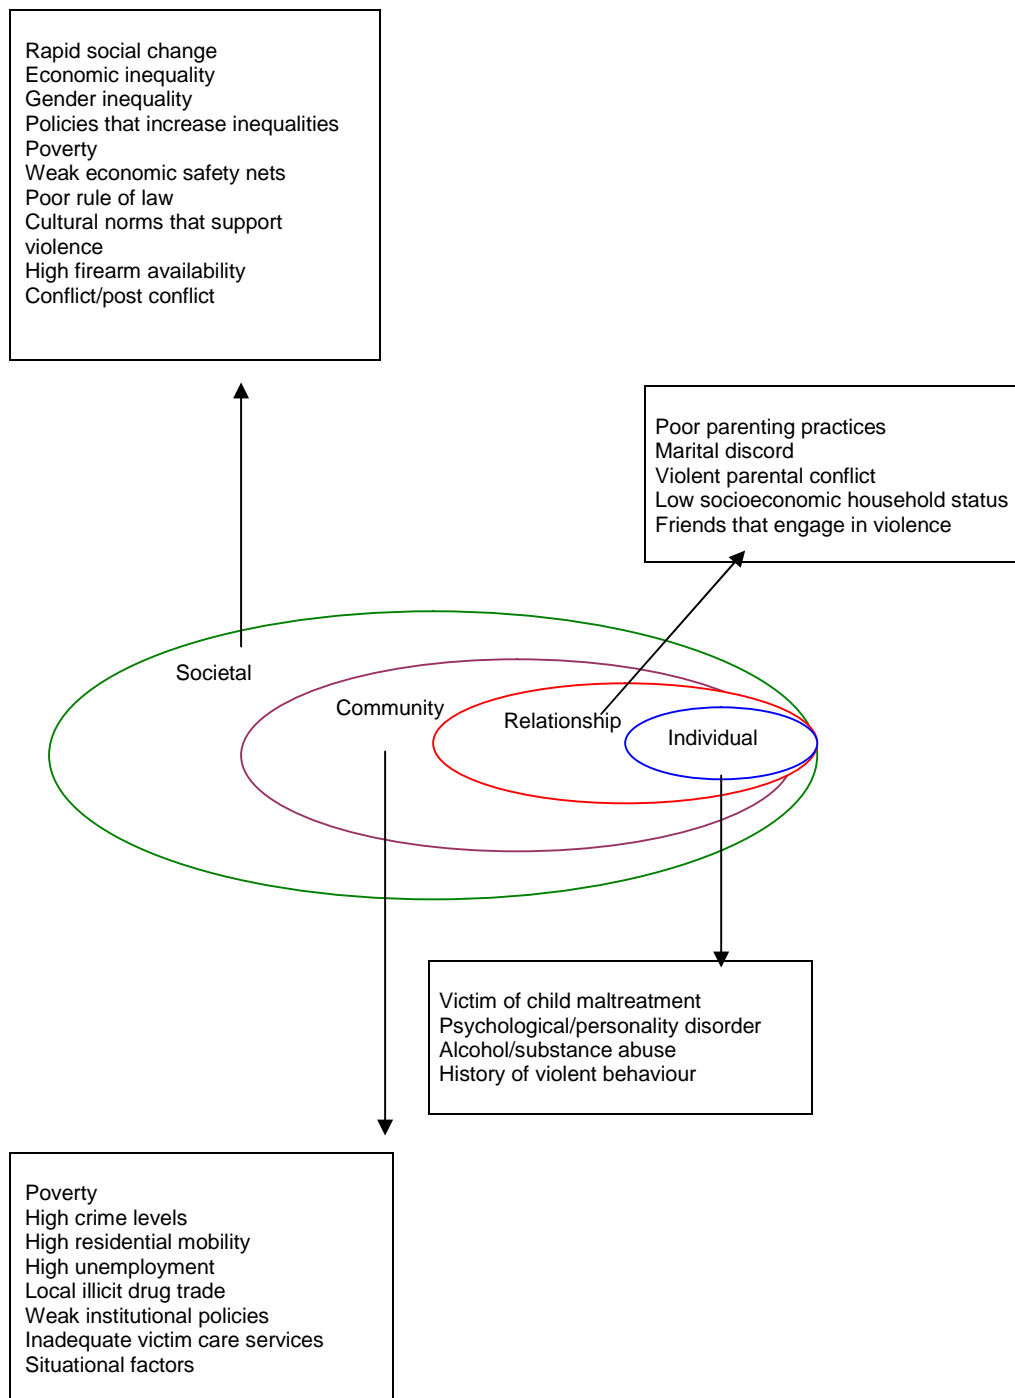 Rapid social change
Economic inequality
Gender inequality
Policies that increase inequalities
Poverty
Weak economic safety nets
Poor rule of law
Cultural norms that support
violence
High firearm availability
Conflict/post conflict
Poor parenting practices
Marital discord
Violent parental conflict
Low socioeconomic household status
Friends that engage in violence
Societal
Community
Relationship
Individual
Victim of child maltreatment
Psychological/personality disorder
Alcohol/substance abuse
History of violent behaviour
Poverty
High crime levels
High residential mobility
High unemployment
Local illicit drug trade
Weak institutional policies
Inadequate victim care services
Situational factors